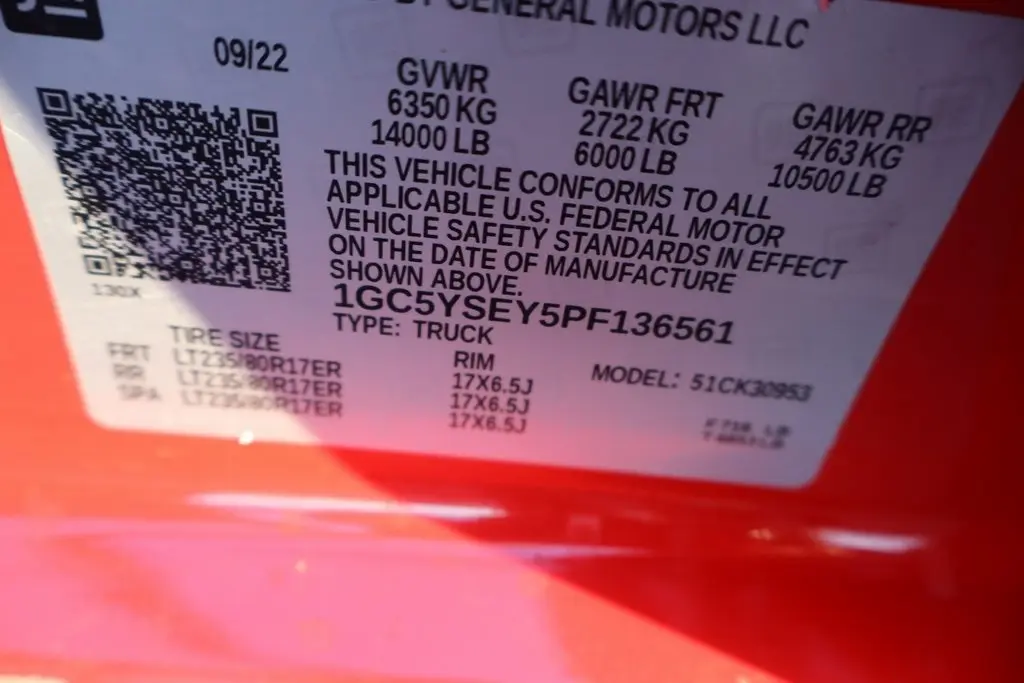 BY GENERAL MOTORS LLC
09/22
GVWR GAWR FRT GAWR RR
6350 KG 2722 KG 4763 KG
14000 LB 6000 LB 10500 LB
THIS VEHICLE CONFORMS TO ALL
APPLICABLE U.S. FEDERAL MOTOR
VEHICLE SAFETY STANDARDS IN EFFECT
ON THE DATE OF MANUFACTURE
SHOWN ABOVE.
130X
1GC5YSEY5PF136561
TYPE: TRUCK
TIRE SIZE RIM MODEL: 51CK30953
FRT LT235/80R17ER 17X6.5J
RR LT235/80R17ER 17X6.5J
SPA LT235/80R17ER 17X6.5J